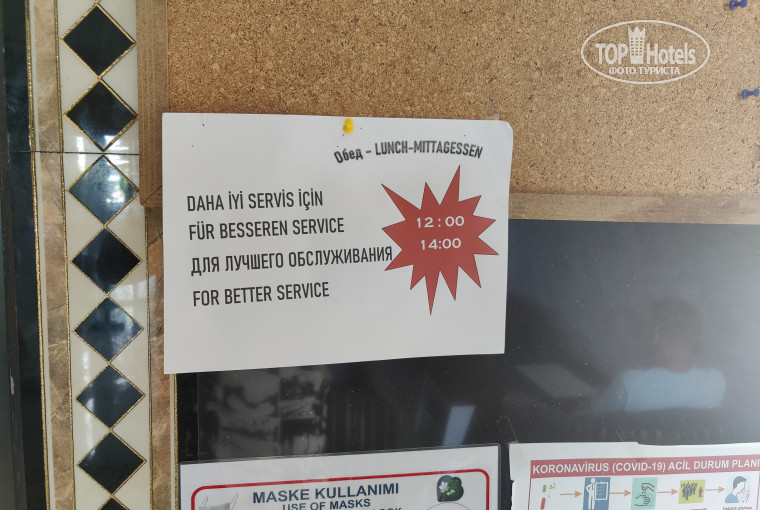 TOP Hotels
ФОТО ТУРИСТА
Обед - LUNCH-MITTAGESSEN
DAHA İYİ SERVİS İÇİN
FÜR BESSEREN SERVICE
ДЛЯ ЛУЧШЕГО ОБСЛУЖИВАНИЯ
FOR BETTER SERVICE
12:00
14:00
MASKE KULLANIMI
USE OF MASKS
KORONAVİRÜS (COVID-19) ACİL DURUM PLANI